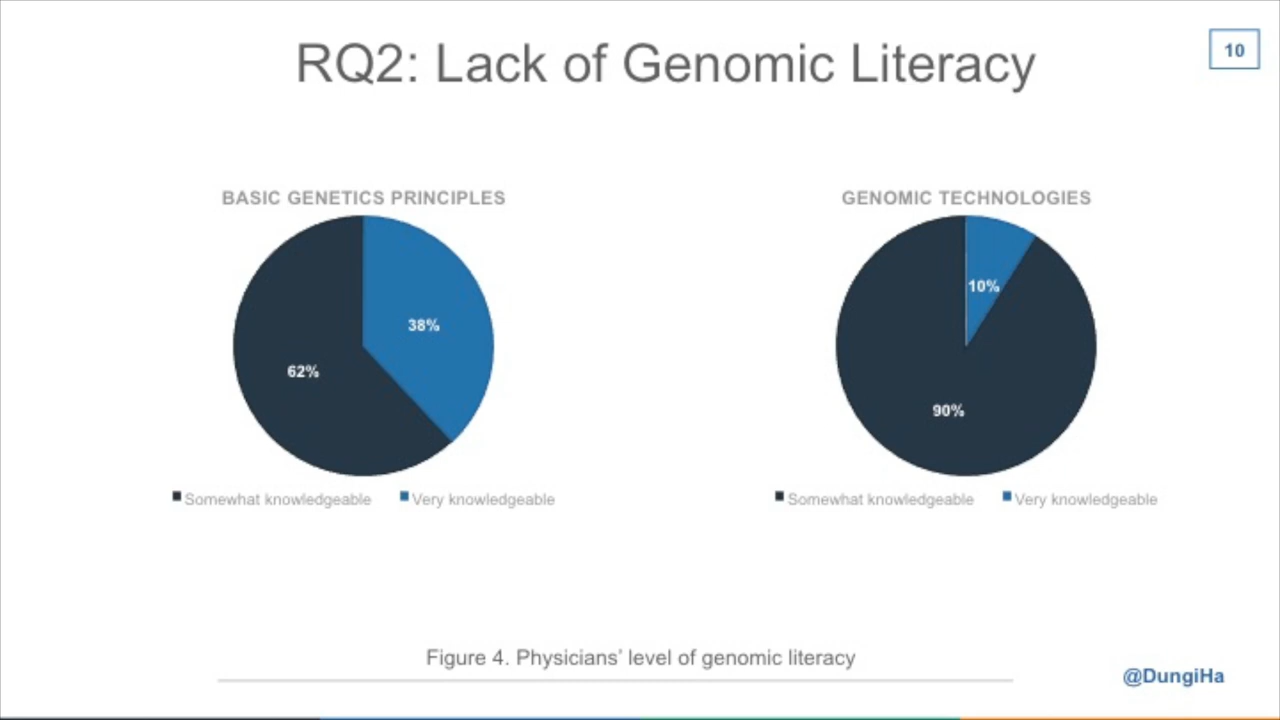 RQ2: Lack of Genomic Literacy
10
BASIC GENETICS PRINCIPLES
38%
62%
Somewhat knowledgeable
Very knowledgeable
GENOMIC TECHNOLOGIES
10%
90%
Somewhat knowledgeable
Very knowledgeable
Figure 4. Physicians’ level of genomic literacy
@DungiHa